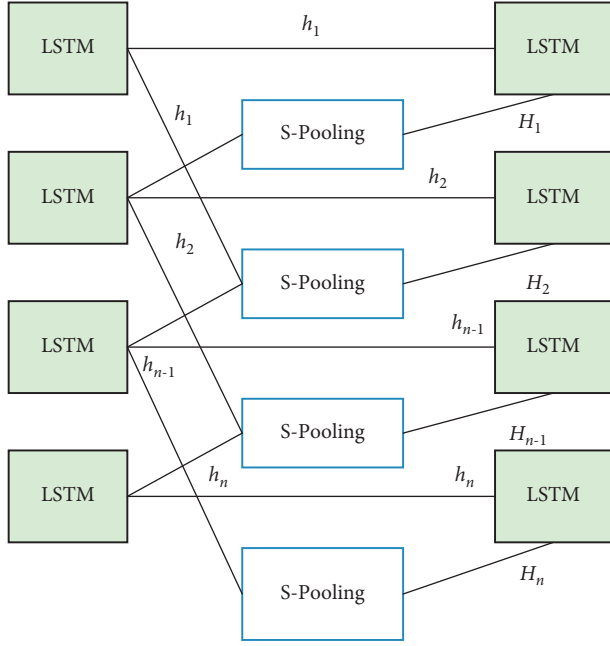 LSTM
h₁
LSTM
h₁
S-Pooling
H₁
LSTM
h₂
LSTM
h₂
S-Pooling
H₂
LSTM
hₙ₋₁
LSTM
hₙ₋₁
S-Pooling
Hₙ₋₁
LSTM
hₙ
hₙ
LSTM
S-Pooling
Hₙ